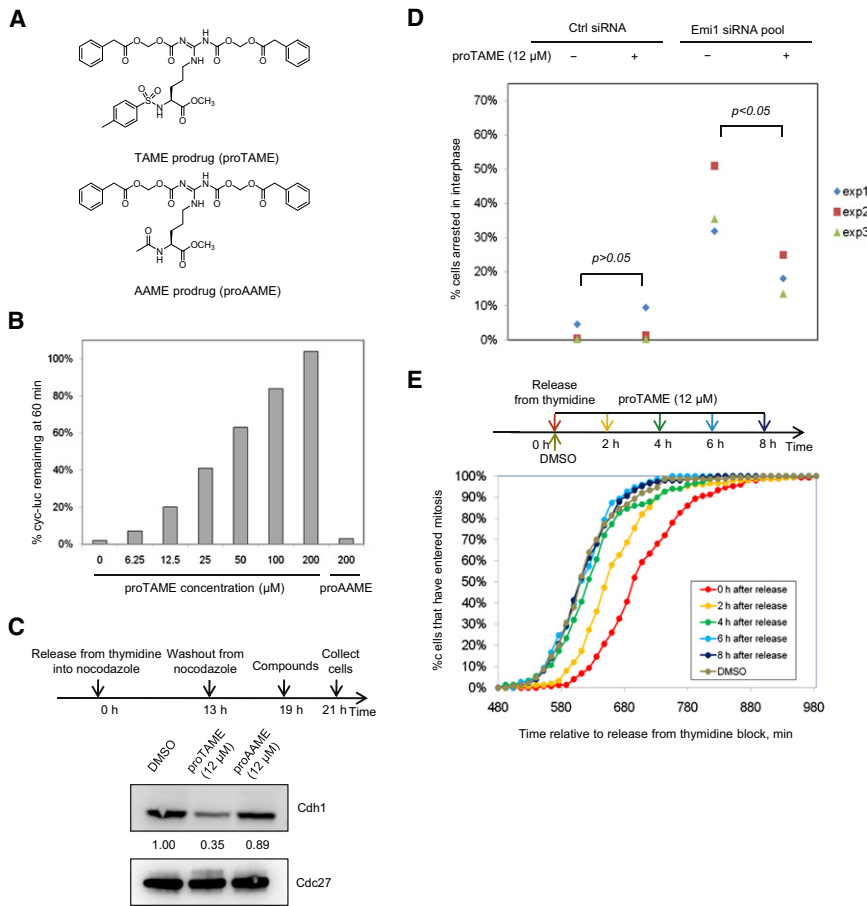 A
TAME prodrug (proTAME)
AAME prodrug (proAAME)
B
% cyc-luc remaining at 60 min
100%
80%
60%
40%
20%
0%
0 6.25 12.5 25 50 100 200 200
proTAME concentration (µM) proAAME
C
Release from thymidine into nocodazole
Washout from nocodazole
Compounds
Collect cells
0 h 13 h 19 h 21 h Time
DMSO
proTAME (12 µM)
proAAME (12 µM)
Cdh1
1.00 0.35 0.89
Cdc27
D
Ctrl siRNA Emi1 siRNA pool
proTAME (12 µM) − + − +
% cells arrested in interphase
70%
60%
50%
40%
30%
20%
10%
0%
p>0.05
p<0.05
exp1
exp2
exp3
E
Release from thymidine
proTAME (12 µM)
0 h 2 h 4 h 6 h 8 h Time
DMSO
%c ells that have entered mitosis
100%
90%
80%
70%
60%
50%
40%
30%
20%
10%
0%
0 h after release
2 h after release
4 h after release
6 h after release
8 h after release
DMSO
480 580 680 780 880 980
Time relative to release from thymidine block, min